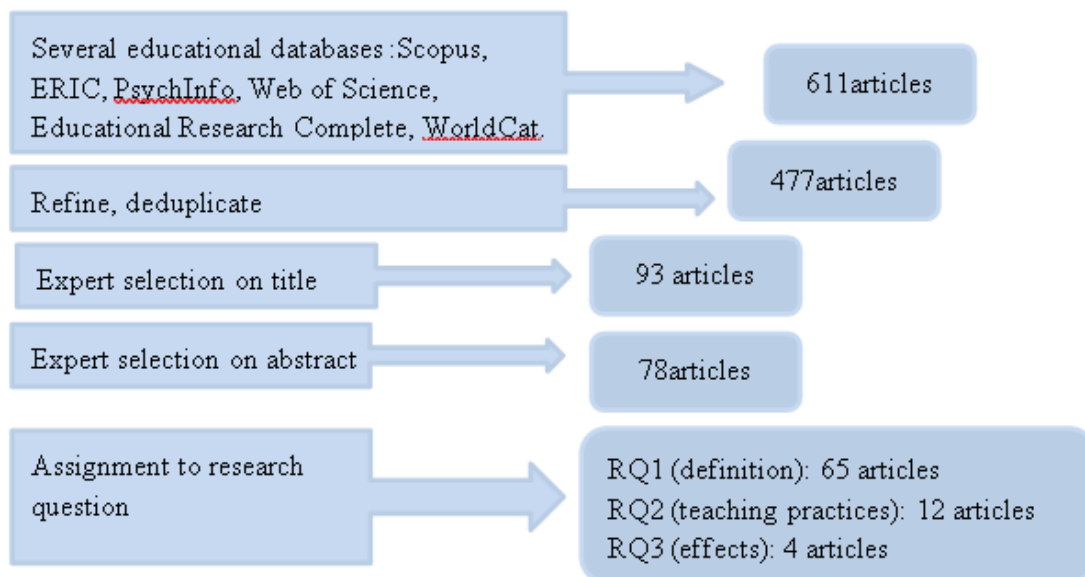 Several educational databases :Scopus,
ERIC, PsychInfo, Web of Science,
Educational Research Complete, WorldCat.
611articles
Refine, deduplicate
477articles
Expert selection on title
93 articles
Expert selection on abstract
78articles
Assignment to research
question
RQ1 (definition): 65 articles
RQ2 (teaching practices): 12 articles
RQ3 (effects): 4 articles